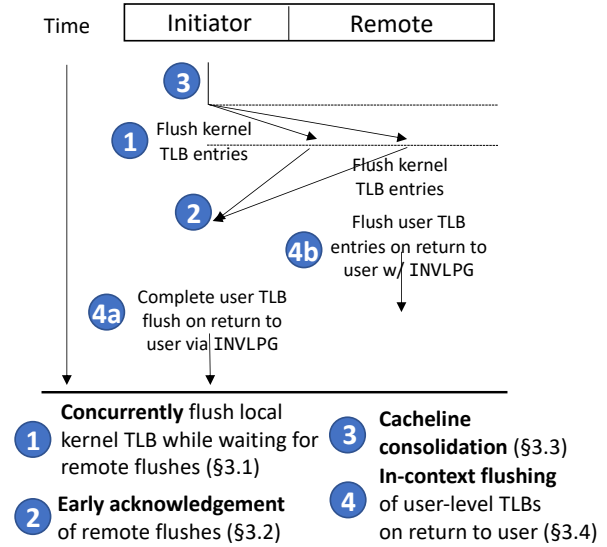 Time
Initiator
Remote
3
1
Flush kernel
TLB entries
Flush kernel
TLB entries
2
4b
Flush user TLB
entries on return to
user w/ INVLPG
4a
Complete user TLB
flush on return to
user via INVLPG
1
Concurrently flush local
kernel TLB while waiting for
remote flushes (§3.1)
2
Early acknowledgement
of remote flushes (§3.2)
3
Cacheline
consolidation (§3.3)
4
In-context flushing
of user-level TLBs
on return to user (§3.4)